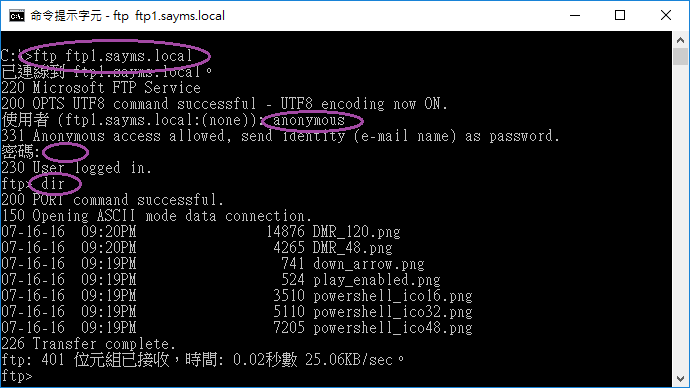 命令提示字元 - ftp  ftp1.sayms.local
C:\>ftp ftp1.sayms.local
已連線到 ftp1.sayms.local。
220 Microsoft FTP Service
200 OPTS UTF8 command successful - UTF8 encoding now ON.
使用者 (ftp1.sayms.local:(none)): anonymous
331 Anonymous access allowed, send identity (e-mail name) as password.
密碼:
230 User logged in.
ftp> dir
200 PORT command successful.
150 Opening ASCII mode data connection.
07-16-16  09:20PM                14876 DMR_120.png
07-16-16  09:20PM                 4265 DMR_48.png
07-16-16  09:19PM                  741 down_arrow.png
07-16-16  09:19PM                  524 play_enabled.png
07-16-16  09:19PM                 3510 powershell_ico16.png
07-16-16  09:19PM                 5110 powershell_ico32.png
07-16-16  09:19PM                 7205 powershell_ico48.png
226 Transfer complete.
ftp: 401 位元組已接收，時間: 0.02秒數 25.06KB/sec。
ftp>